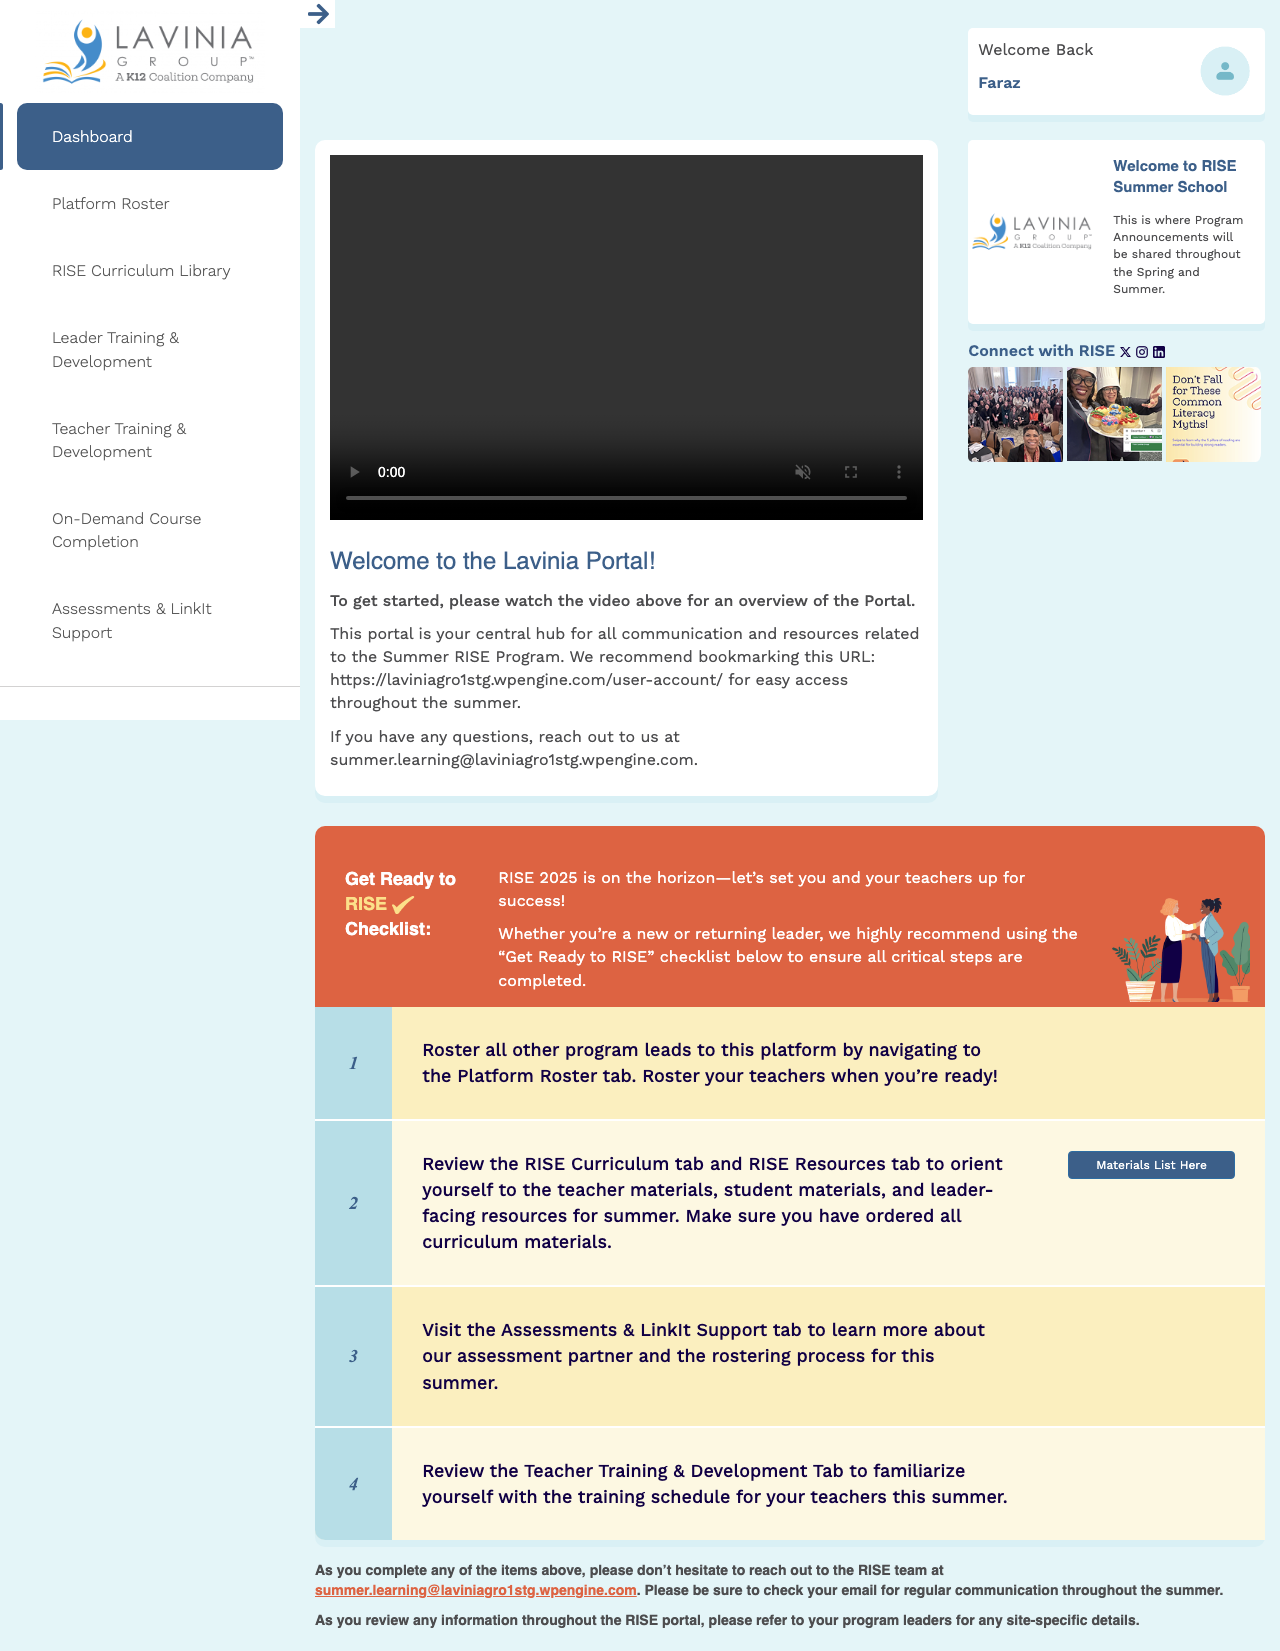 LAVINIA
GROUP™
A K12 Coalition Company
Dashboard
Platform Roster
RISE Curriculum Library
Leader Training &
Development
Teacher Training &
Development
On-Demand Course
Completion
Assessments & LinkIt
Support
Welcome Back
Faraz
0:00
Welcome to the Lavinia Portal!
To get started, please watch the video above for an overview of the Portal.
This portal is your central hub for all communication and resources related
to the Summer RISE Program. We recommend bookmarking this URL:
https://laviniagro1stg.wpengine.com/user-account/ for easy access
throughout the summer.
If you have any questions, reach out to us at
summer.learning@laviniagro1stg.wpengine.com.
LAVINIA
GROUP
A K12 Coalition Company
Welcome to RISE
Summer School
This is where Program
Announcements will
be shared throughout
the Spring and
Summer.
Connect with RISE
Don't Fall
for These
Common
Literacy
Myths!
Get Ready to
RISE
Checklist:
RISE 2025 is on the horizon—let’s set you and your teachers up for
success!
Whether you’re a new or returning leader, we highly recommend using the
“Get Ready to RISE” checklist below to ensure all critical steps are
completed.
1
Roster all other program leads to this platform by navigating to
the Platform Roster tab. Roster your teachers when you’re ready!
2
Review the RISE Curriculum tab and RISE Resources tab to orient
yourself to the teacher materials, student materials, and leader-
facing resources for summer. Make sure you have ordered all
curriculum materials.
Materials List Here
3
Visit the Assessments & LinkIt Support tab to learn more about
our assessment partner and the rostering process for this
summer.
4
Review the Teacher Training & Development Tab to familiarize
yourself with the training schedule for your teachers this summer.
As you complete any of the items above, please don’t hesitate to reach out to the RISE team at
summer.learning@laviniagro1stg.wpengine.com. Please be sure to check your email for regular communication throughout the summer.
As you review any information throughout the RISE portal, please refer to your program leaders for any site-specific details.